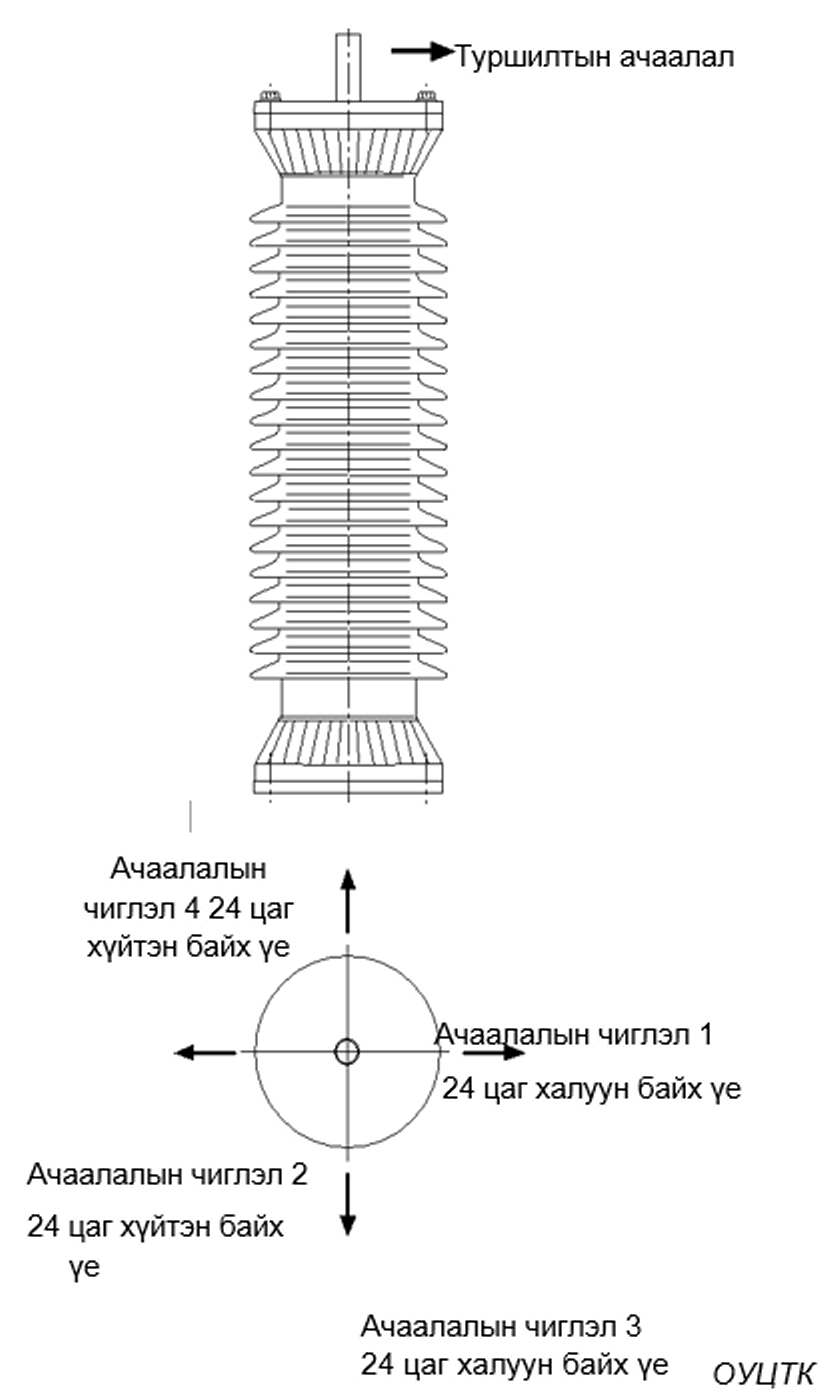 Туршилтын ачаалал
Ачаалалын
чиглэл 4 24 цаг
хүйтэн байх үе
Ачаалалын чиглэл 1
24 цаг халуун байх үе
Ачаалалын чиглэл 2
24 цаг хүйтэн байх
үе
Ачаалалын чиглэл 3
24 цаг халуун байх үе
ОУЦТК